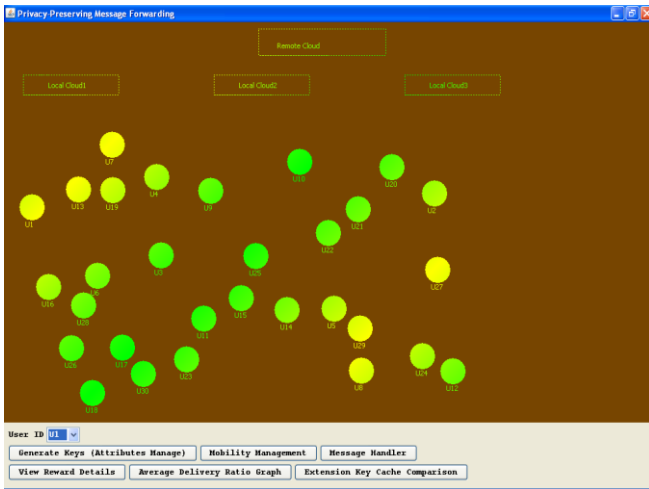 Privacy-Preserving Message Forwarding
Remote Cloud
Local Cloud1 Local Cloud2 Local Cloud3
U7
U10
U20
U4
U13 U19
U9
U2
U1
U21
U22
U3
U25
U27
U6
U16
U28
U15
U14
U5
U11
U29
U26
U17
U23
U24
U30
U8
U12
U18
User ID U1
Generate Keys (Attributes Manage) Mobility Management Message Handler
View Reward Details Average Delivery Ratio Graph Extension Key Cache Comparison